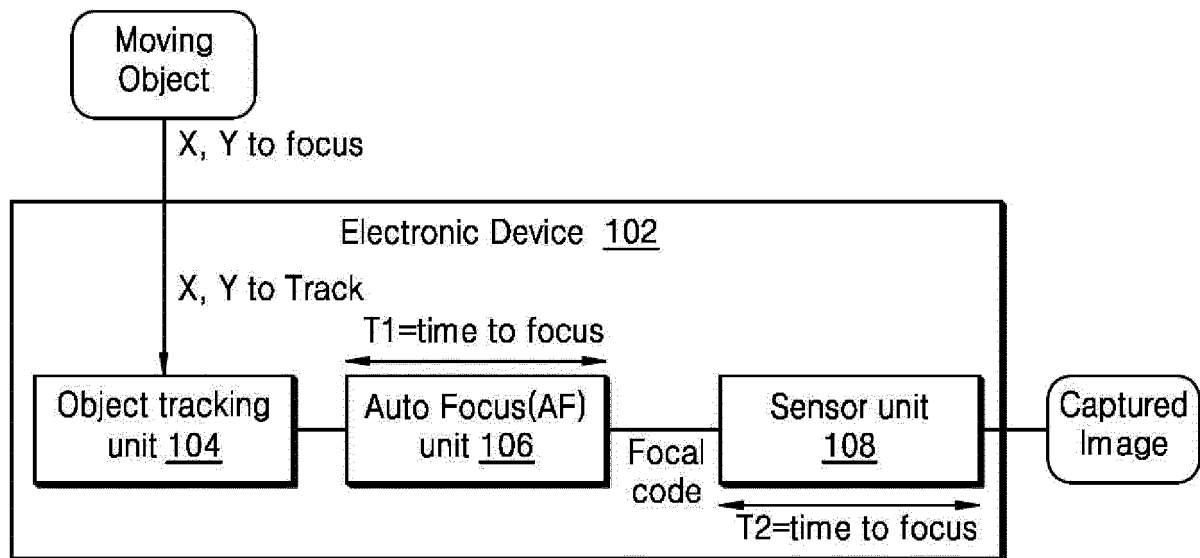 Moving
Object
X, Y to focus
Electronic Device 102
X, Y to Track
T1=time to focus
Object tracking
unit 104
Auto Focus(AF)
unit 106
Focal
code
Sensor unit
108
T2=time to focus
Captured
Image